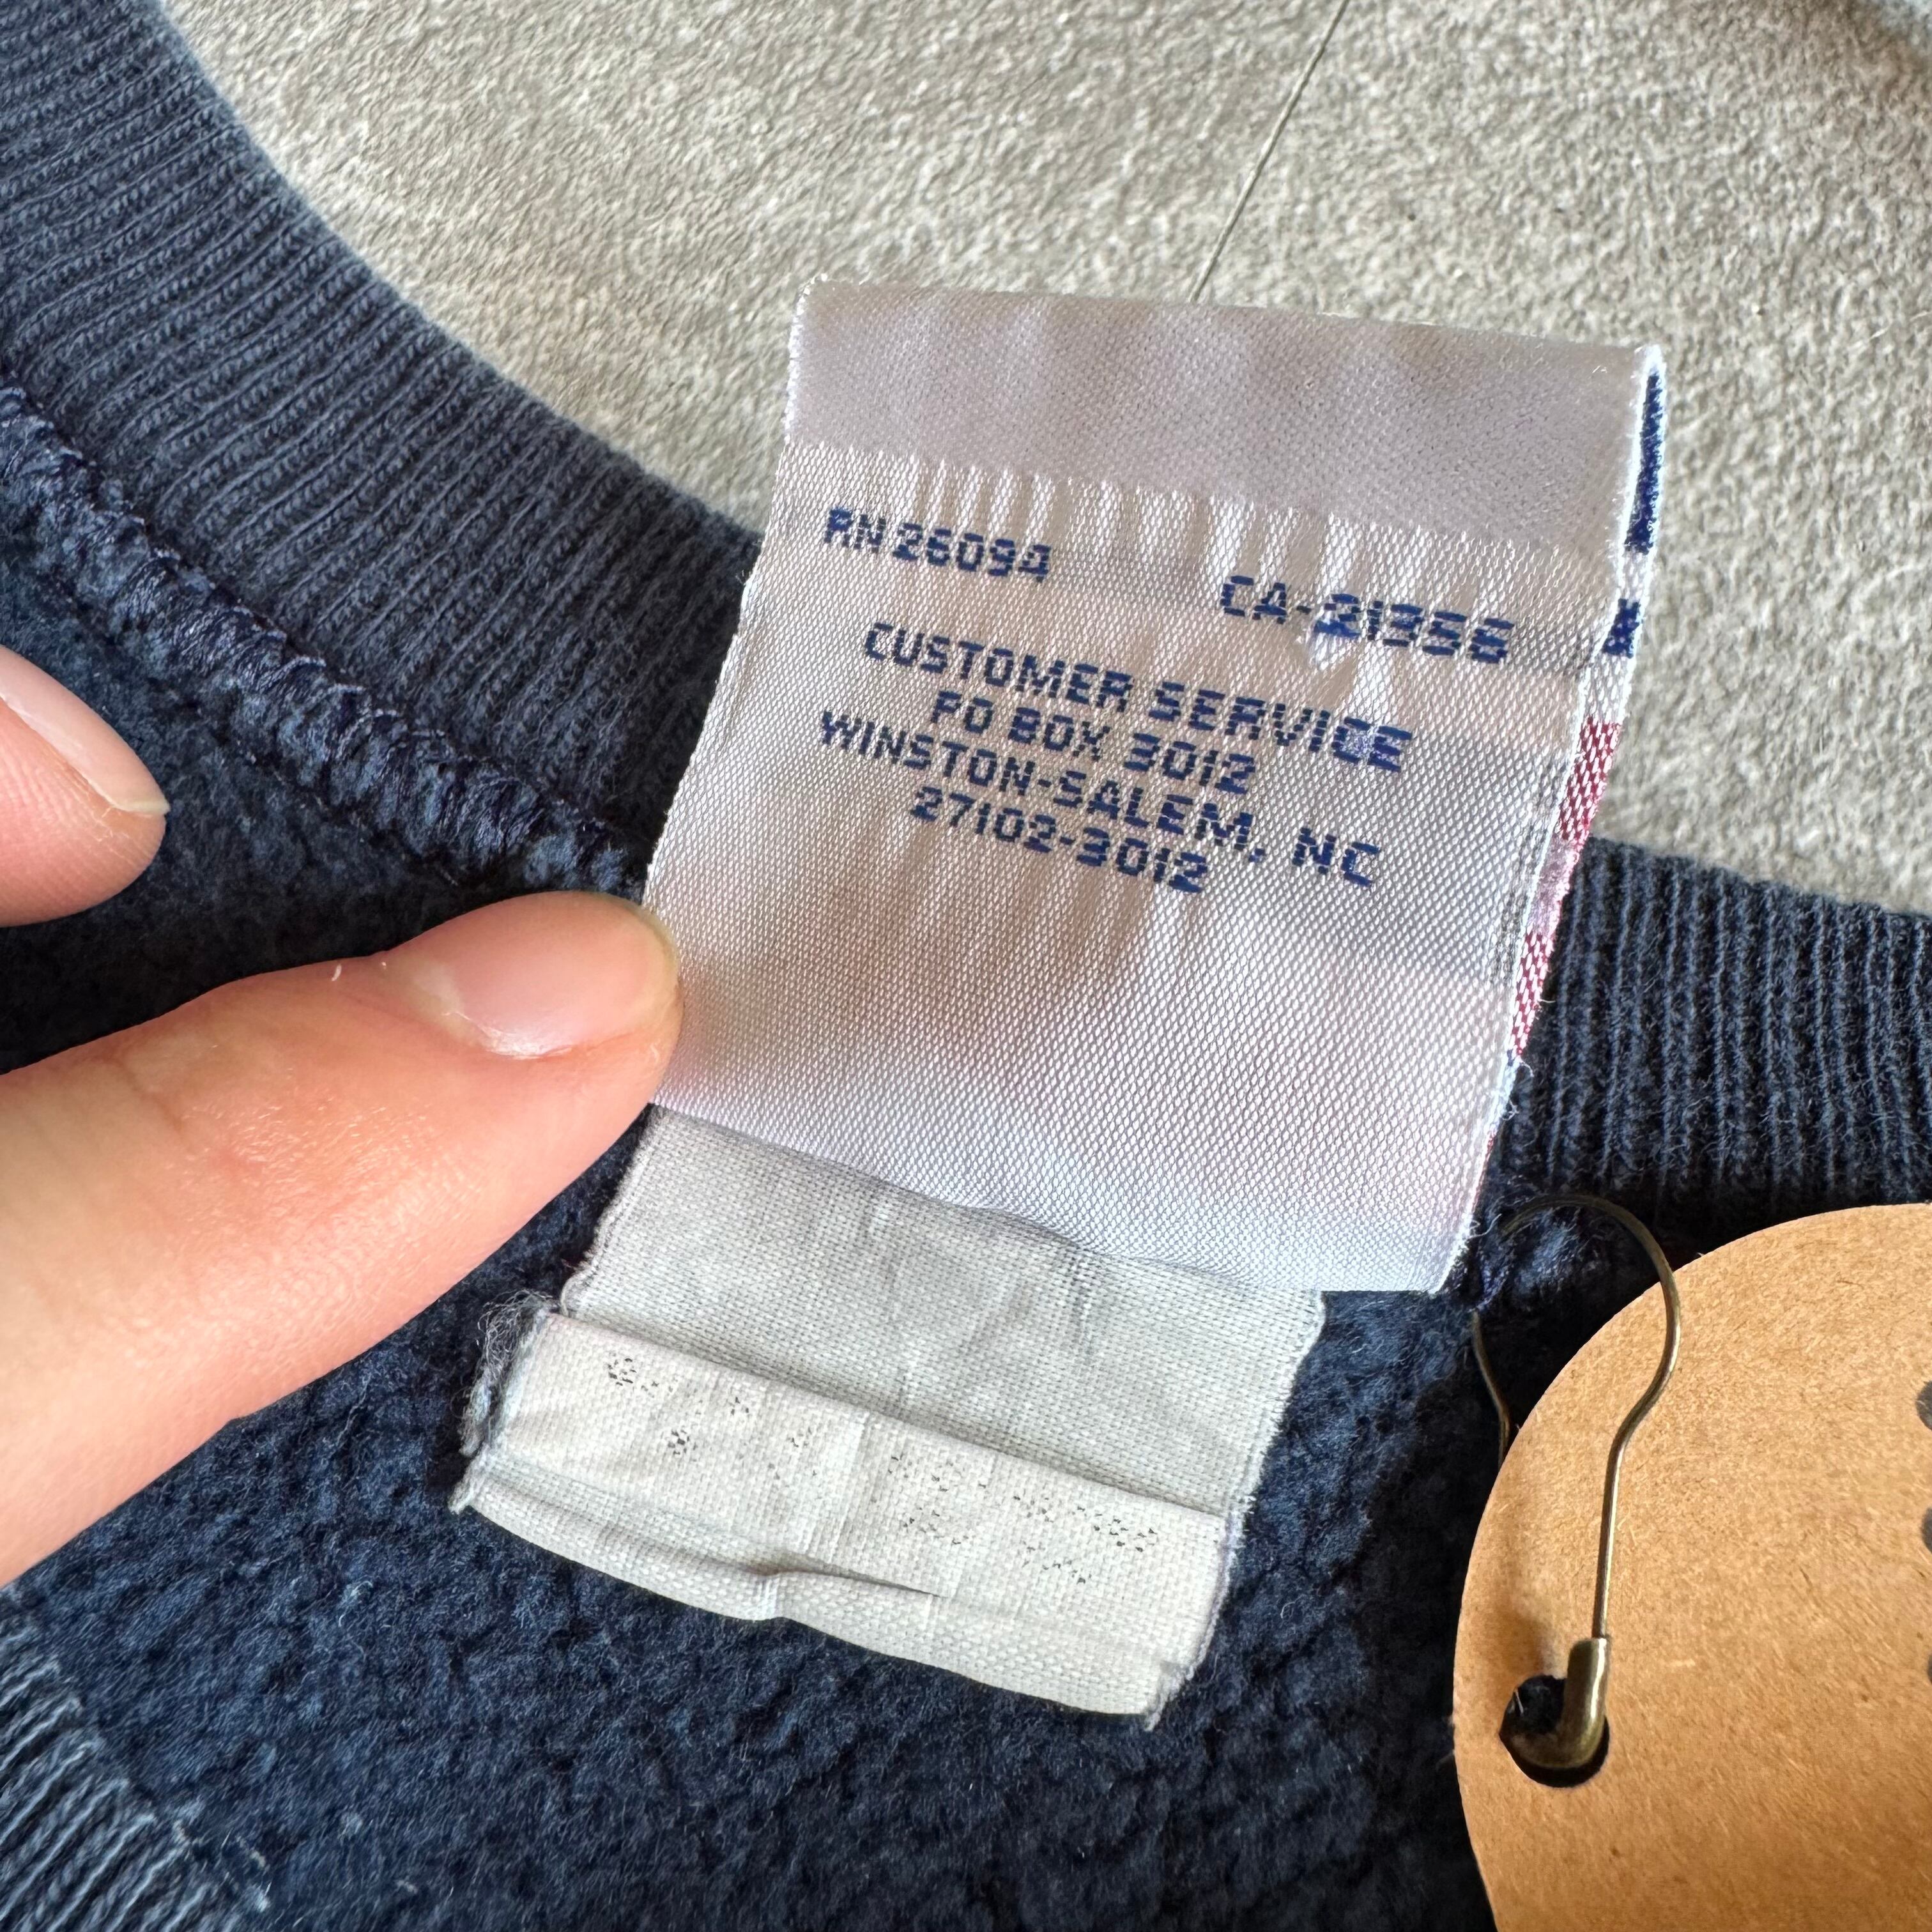 RN 26094
CA-21356
CUSTOMER SERVICE
PO BOX 3012
WINSTON-SALEM, NC
27102-3012